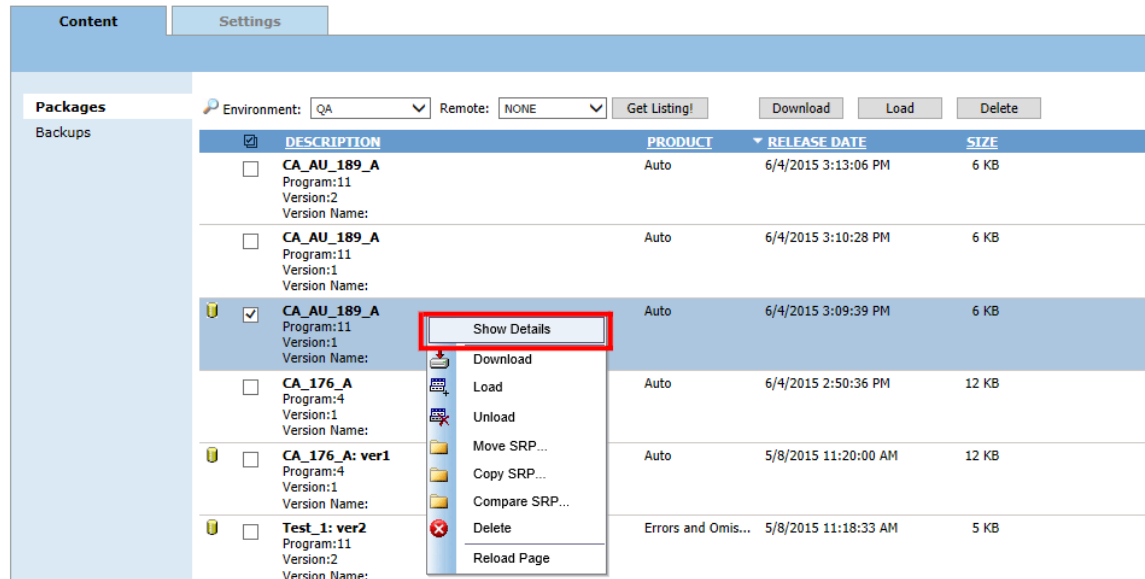 Content Settings
Packages
Backups
Environment: QA Remote: NONE Get Listing! Download Load Delete
DESCRIPTION PRODUCT RELEASE DATE SIZE
CA_AU_189_A Auto 6/4/2015 3:13:06 PM 6 KB
Program:11
Version:2
Version Name:
CA_AU_189_A Auto 6/4/2015 3:10:28 PM 6 KB
Program:11
Version:1
Version Name:
CA_AU_189_A Auto 6/4/2015 3:09:39 PM 6 KB
Program:11
Version:1
Version Name:
Show Details
Download
Load
Unload
Move SRP...
Copy SRP...
Compare SRP...
Delete
Reload Page
CA_176_A Auto 6/4/2015 2:50:36 PM 12 KB
Program:4
Version:1
Version Name:
CA_176_A: ver1 Auto 5/8/2015 11:20:00 AM 12 KB
Program:4
Version:1
Version Name:
Test_1: ver2 Errors and Omis... 5/8/2015 11:18:33 AM 5 KB
Program:11
Version:2
Version Name: